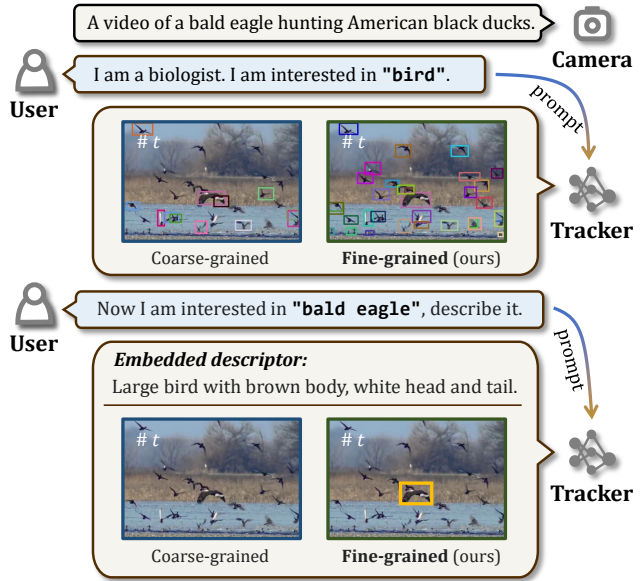 A video of a bald eagle hunting American black ducks.
Camera
User
I am a biologist. I am interested in "bird".
prompt
# t
# t
Coarse-grained
Fine-grained (ours)
Tracker
User
Now I am interested in "bald eagle", describe it.
prompt
Embedded descriptor:
Large bird with brown body, white head and tail.
# t
# t
Coarse-grained
Fine-grained (ours)
Tracker